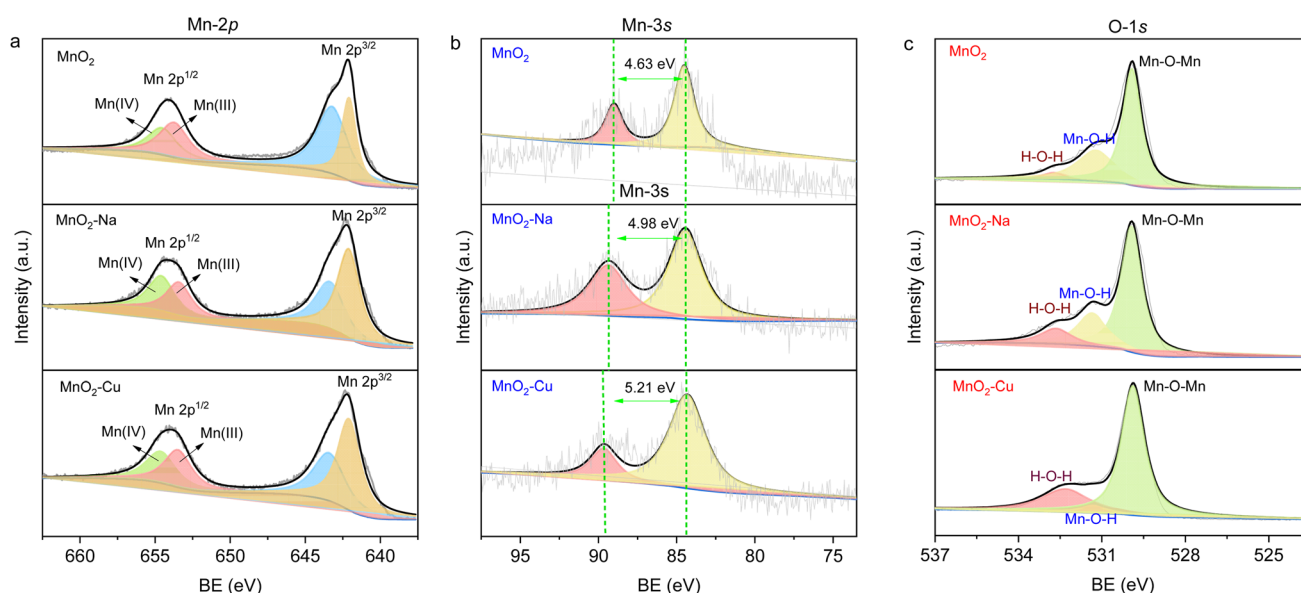 a
Mn-2p
MnO2
Mn 2p1/2
Mn 2p3/2
Mn(IV)
Mn(III)
MnO2-Na
Mn 2p1/2
Mn 2p3/2
Mn(IV)
Mn(III)
MnO2-Cu
Mn 2p1/2
Mn 2p3/2
Mn(IV)
Mn(III)
Intensity (a.u.)
660 655 650 645 640
BE (eV)
b
Mn-3s
MnO2
4.63 eV
Mn-3s
MnO2-Na
4.98 eV
MnO2-Cu
5.21 eV
Intensity (a.u.)
95 90 85 80 75
BE (eV)
c
O-1s
MnO2
Mn-O-Mn
Mn-O-H
H-O-H
MnO2-Na
Mn-O-Mn
Mn-O-H
H-O-H
MnO2-Cu
Mn-O-Mn
H-O-H
Mn-O-H
Intensity (a.u.)
537 534 531 528 525
BE (eV)